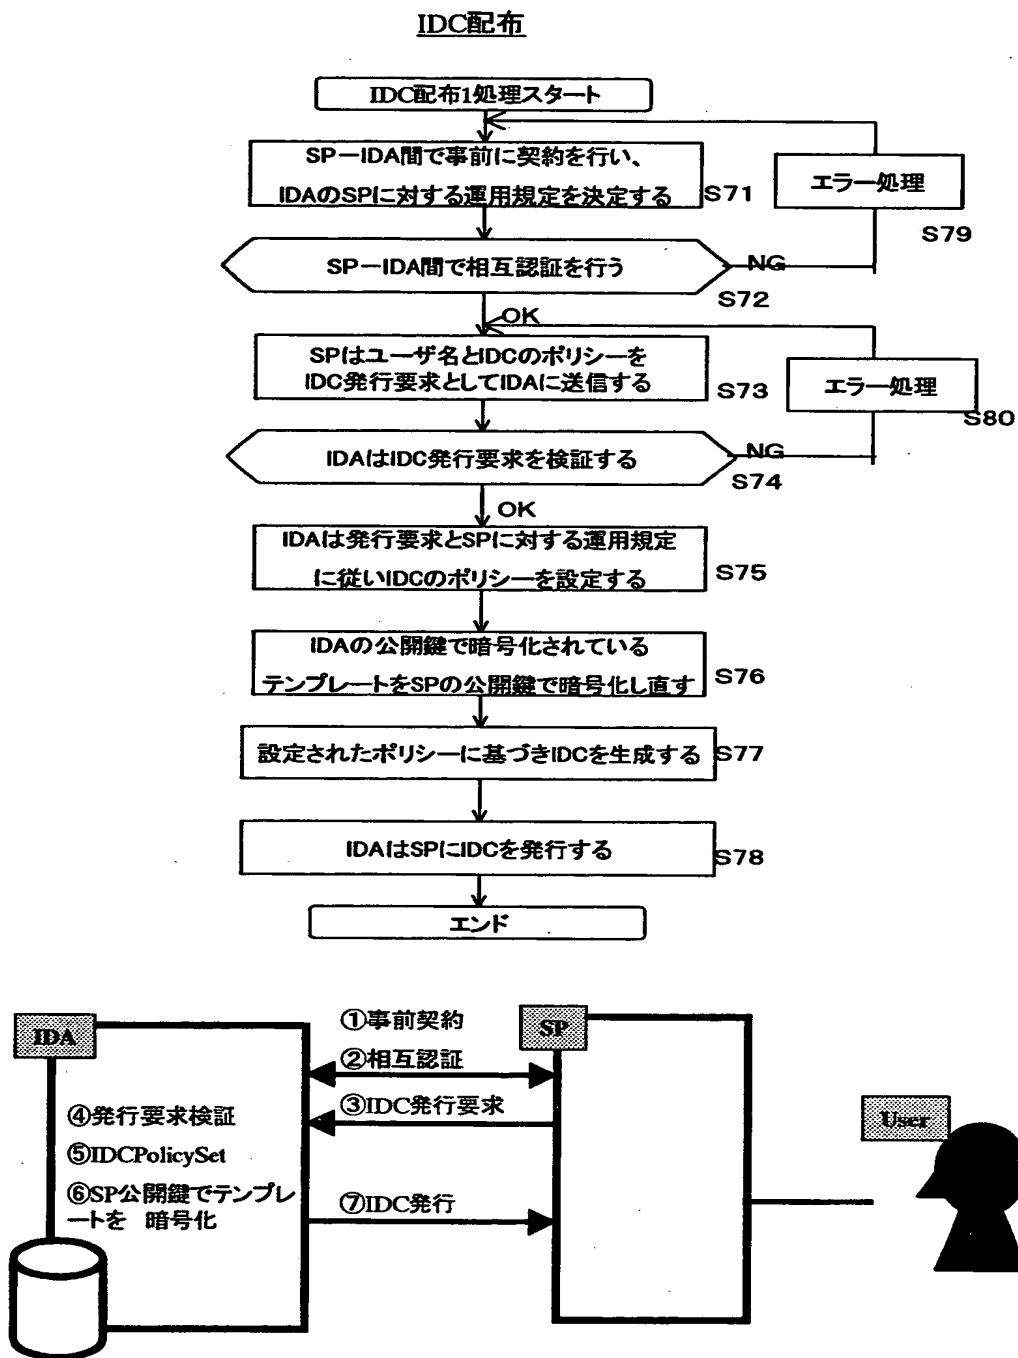 IDC配布
IDC配布1処理スタート
SP－IDA間で事前に契約を行い、
IDAのSPに対する運用規定を決定する
S71
エラー処理
S79
SP－IDA間で相互認証を行う
NG
S72
OK
SPはユーザ名とIDCのポリシーを
IDC発行要求としてIDAに送信する
S73
エラー処理
S80
IDAはIDC発行要求を検証する
NG
S74
OK
IDAは発行要求とSPに対する運用規定
に従いIDCのポリシーを設定する
S75
IDAの公開鍵で暗号化されている
テンプレートをSPの公開鍵で暗号化し直す
S76
設定されたポリシーに基づきIDCを生成する
S77
IDAはSPにIDCを発行する
S78
エンド
IDA
①事前契約
SP
②相互認証
③IDC発行要求
④発行要求検証
⑤IDCPolicySet
⑥SP公開鍵でテンプレ
ートを 暗号化
⑦IDC発行
User